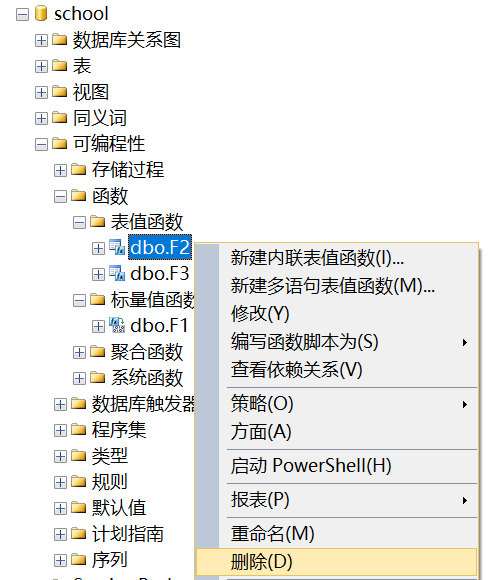 school
数据库关系图
表
视图
同义词
可编程性
存储过程
函数
表值函数
dbo.F2
dbo.F3
标量值函数
dbo.F1
聚合函数
系统函数
数据库触发器
程序集
类型
规则
默认值
计划指南
序列
新建内联表值函数(I)...
新建多语句表值函数(M)...
修改(Y)
编写函数脚本为(S)
查看依赖关系(V)
策略(O)
方面(A)
启动 PowerShell(H)
报表(P)
重命名(M)
删除(D)